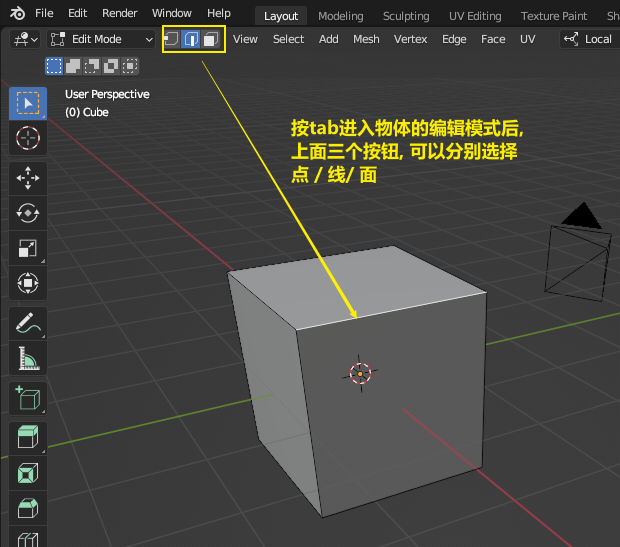 File Edit Render Window Help Layout Modeling Sculpting UV Editing Texture Paint Sh
Edit Mode View Select Add Mesh Vertex Edge Face UV Local
User Perspective
(0) Cube
按tab进入物体的编辑模式后,
上面三个按钮, 可以分别选择
点 / 线/ 面